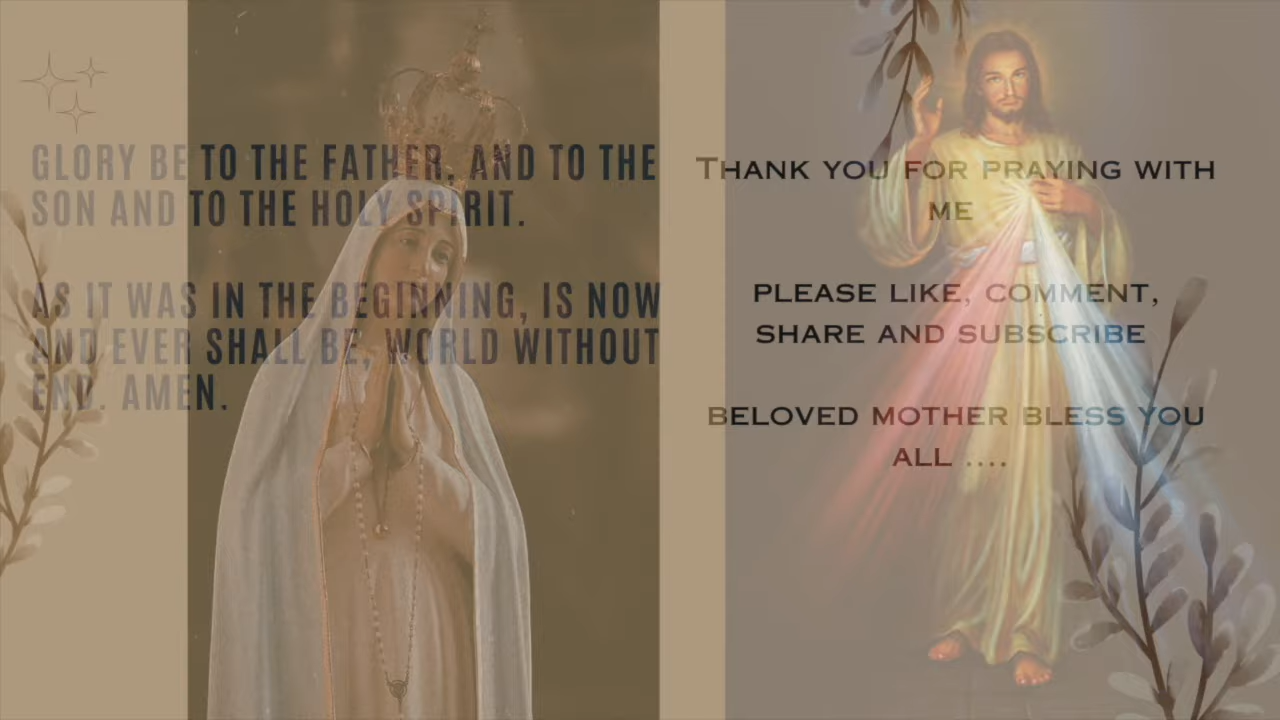 GLORY BE TO THE FATHER, AND TO THE
SON AND TO THE HOLY SPIRIT.
AS IT WAS IN THE BEGINNING, IS NOW
AND EVER SHALL BE, WORLD WITHOUT
END. AMEN.
THANK YOU FOR PRAYING WITH
ME
PLEASE LIKE, COMMENT,
SHARE AND SUBSCRIBE
BELOVED MOTHER BLESS YOU
ALL ....